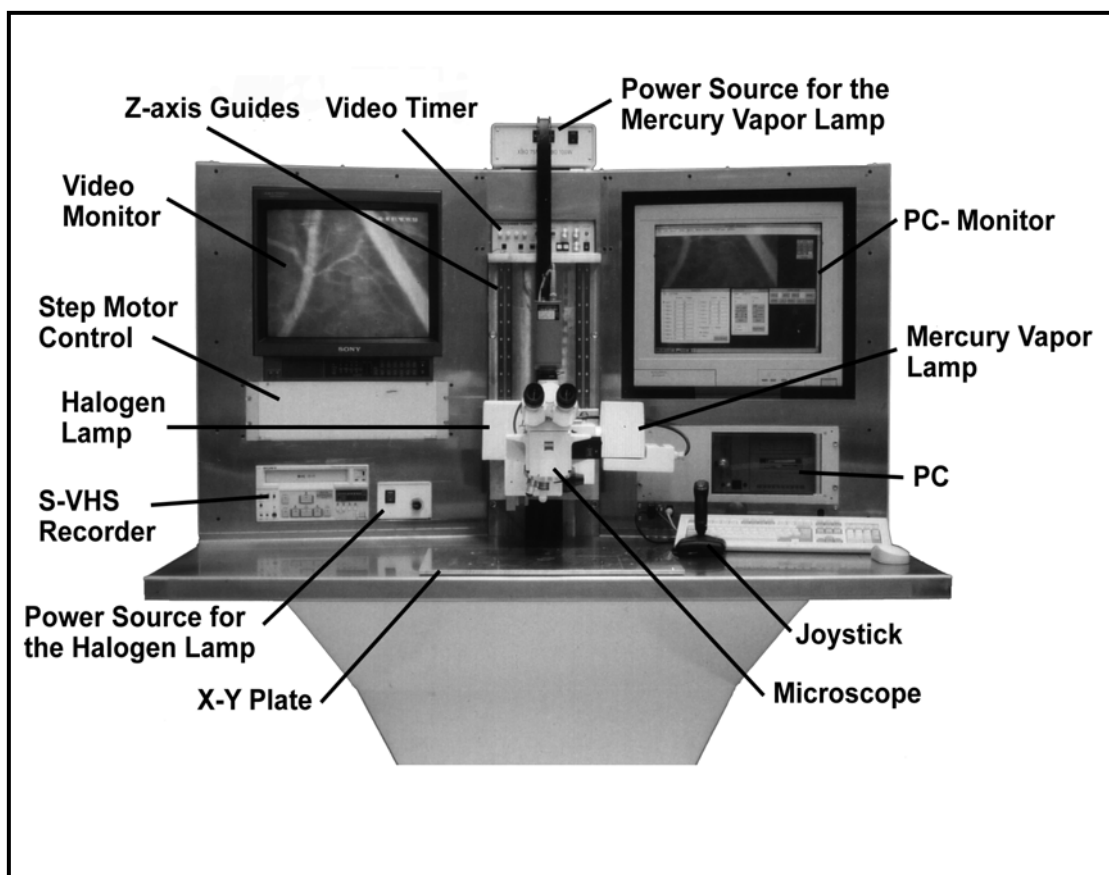 Power Source for the
Mercury Vapor Lamp
Z-axis Guides
Video Timer
Video
Monitor
PC- Monitor
Step Motor
Control
SONY
Mercury Vapor
Lamp
Halogen
Lamp
PC
S-VHS
Recorder
Power Source for
the Halogen Lamp
Joystick
X-Y Plate
Microscope